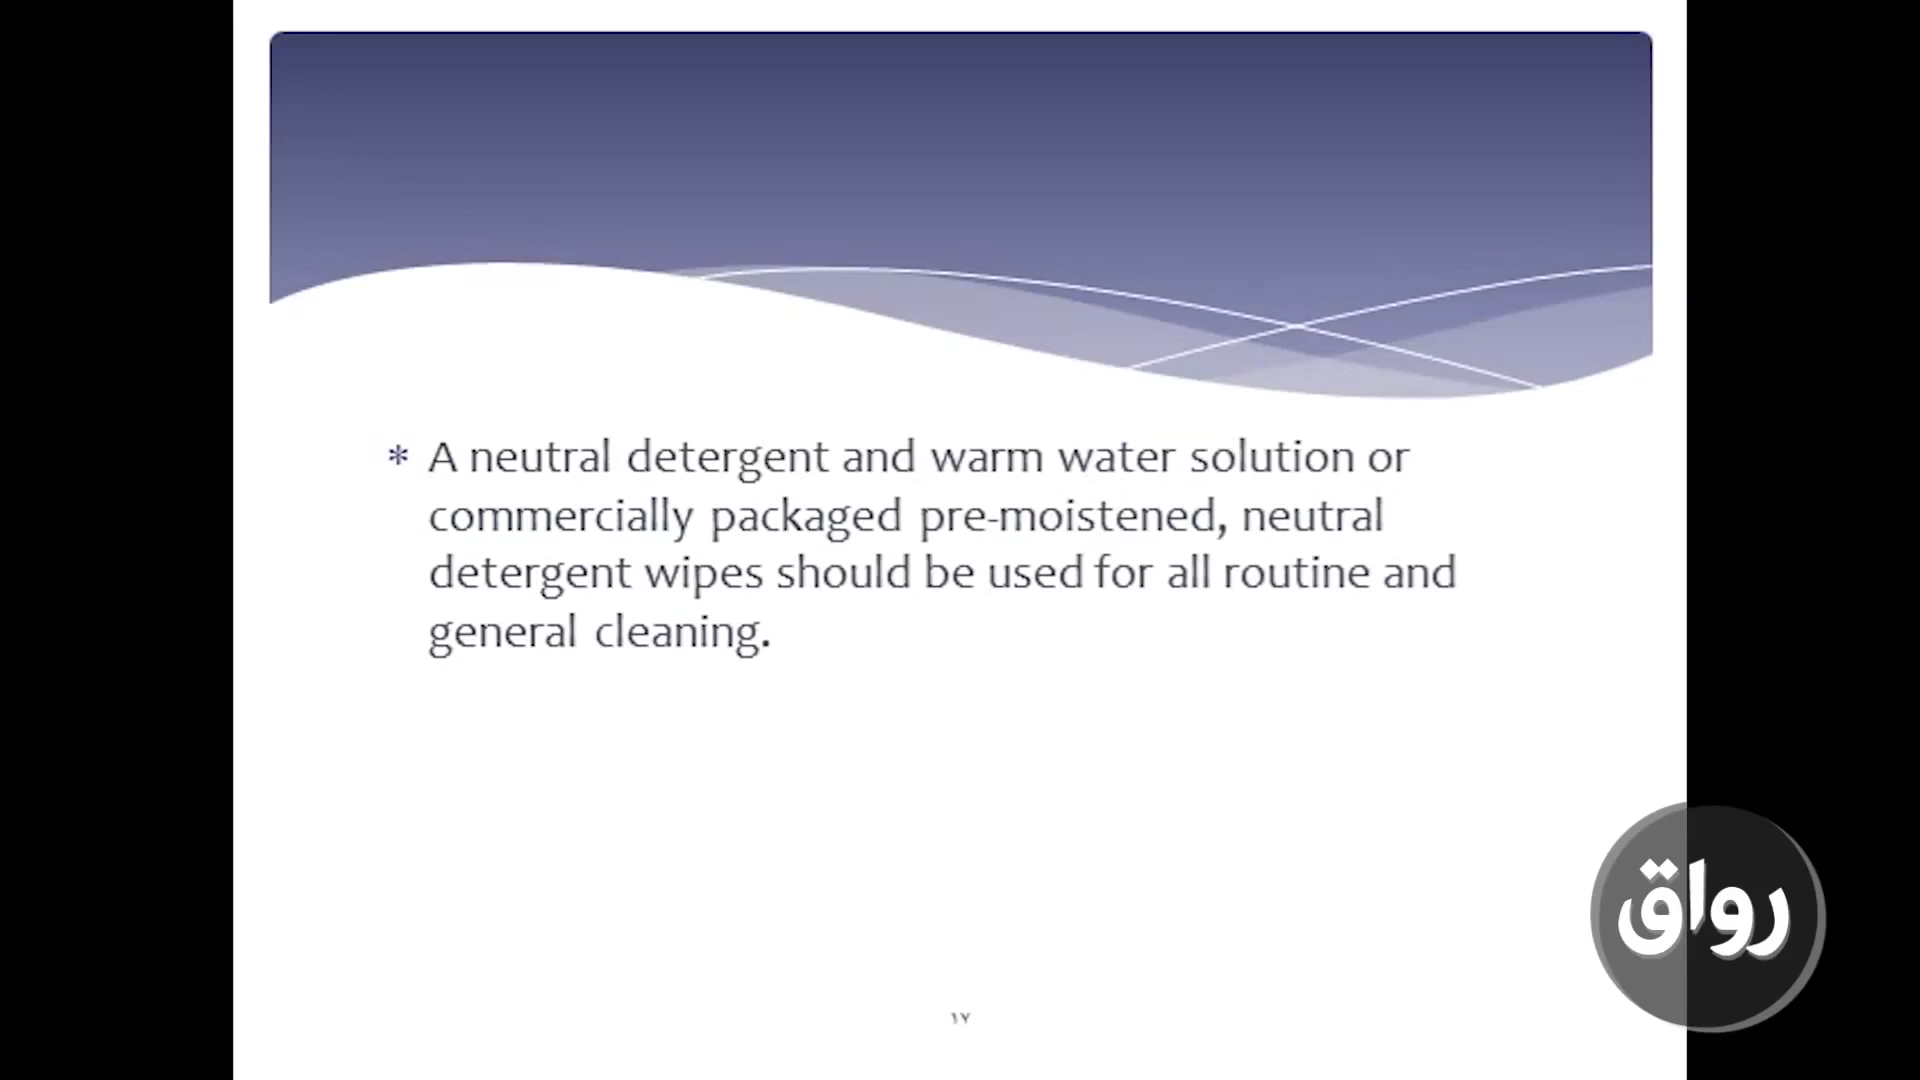 * A neutral detergent and warm water solution or
commercially packaged pre-moistened, neutral
detergent wipes should be used for all routine and
general cleaning.
رواق
١٧